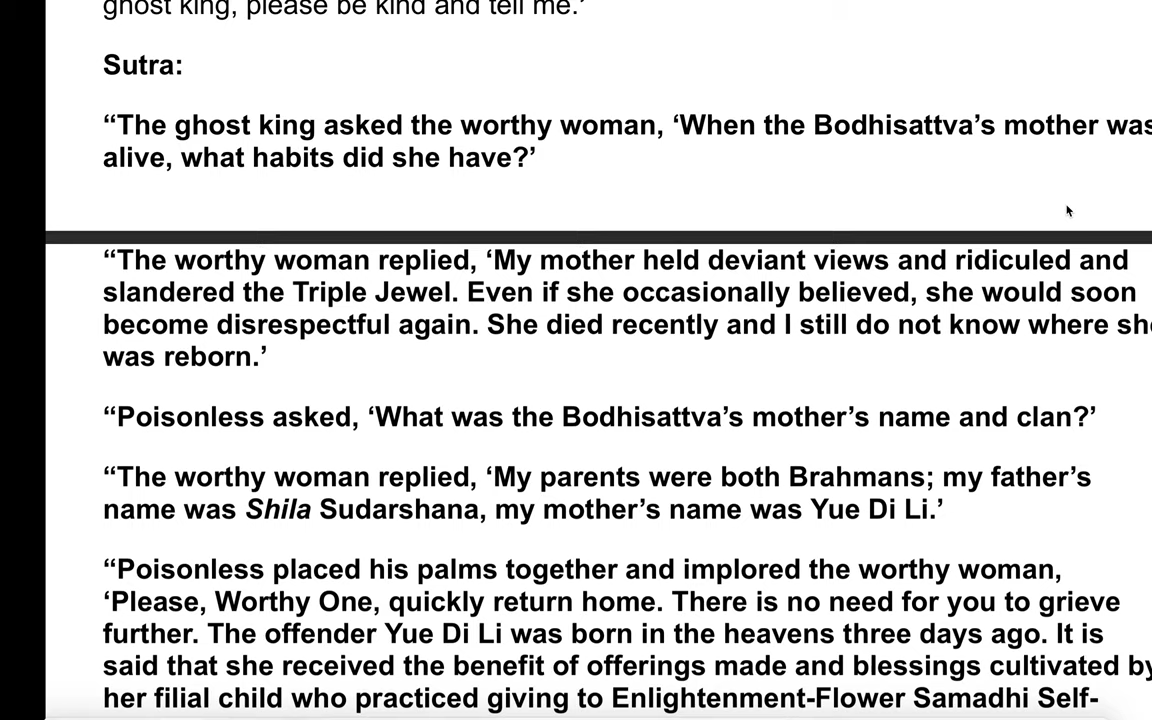 ghost king, please be kind and tell me.’
Sutra:
“The ghost king asked the worthy woman, ‘When the Bodhisattva’s mother was
alive, what habits did she have?’
“The worthy woman replied, ‘My mother held deviant views and ridiculed and
slandered the Triple Jewel. Even if she occasionally believed, she would soon
become disrespectful again. She died recently and I still do not know where she
was reborn.’
“Poisonless asked, ‘What was the Bodhisattva’s mother’s name and clan?’
“The worthy woman replied, ‘My parents were both Brahmans; my father’s
name was Shila Sudarshana, my mother’s name was Yue Di Li.’
“Poisonless placed his palms together and implored the worthy woman,
‘Please, Worthy One, quickly return home. There is no need for you to grieve
further. The offender Yue Di Li was born in the heavens three days ago. It is
said that she received the benefit of offerings made and blessings cultivated by
her filial child who practiced giving to Enlightenment-Flower Samadhi Self-